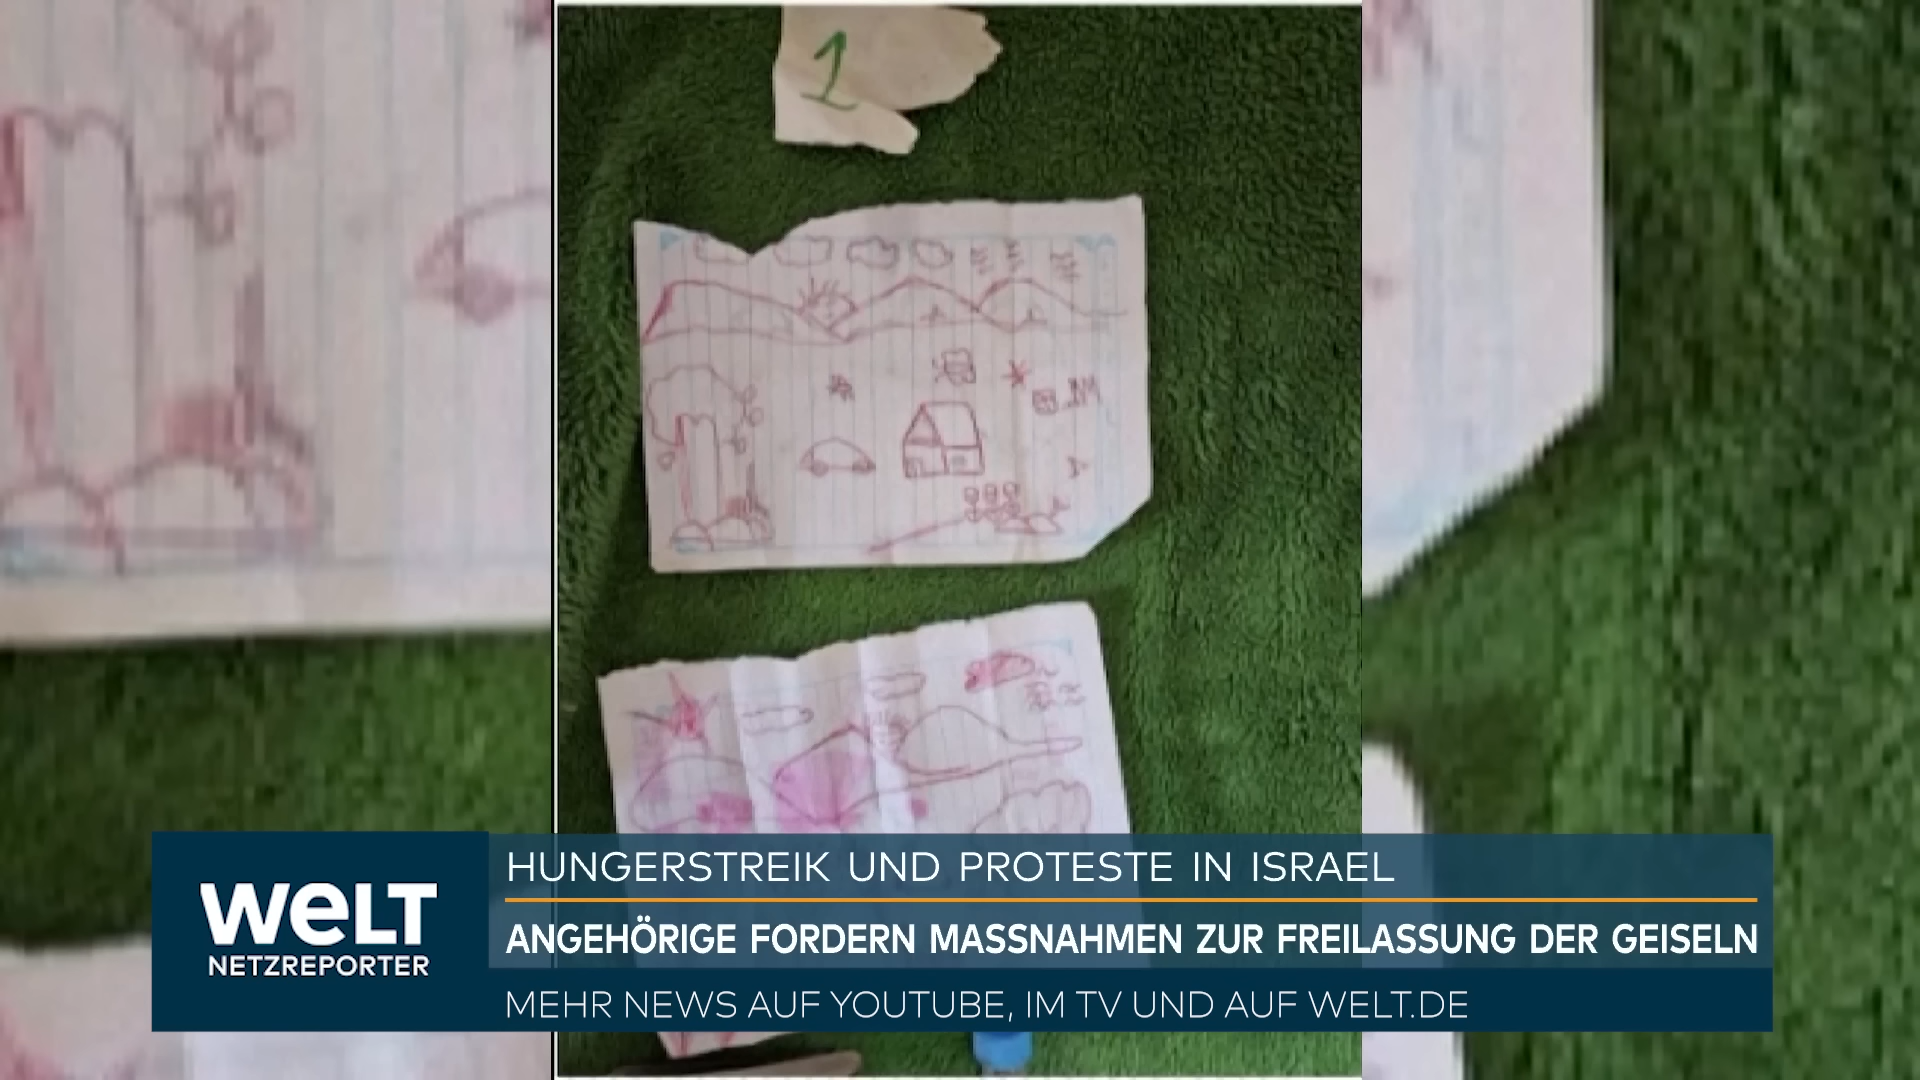 1
HUNGERSTREIK UND PROTESTE IN ISRAEL
WELT
NETZREPORTER
ANGEHÖRIGE FORDERN MASSNAHMEN ZUR FREILASSUNG DER GEISELN
MEHR NEWS AUF YOUTUBE, IM TV UND AUF WELT.DE